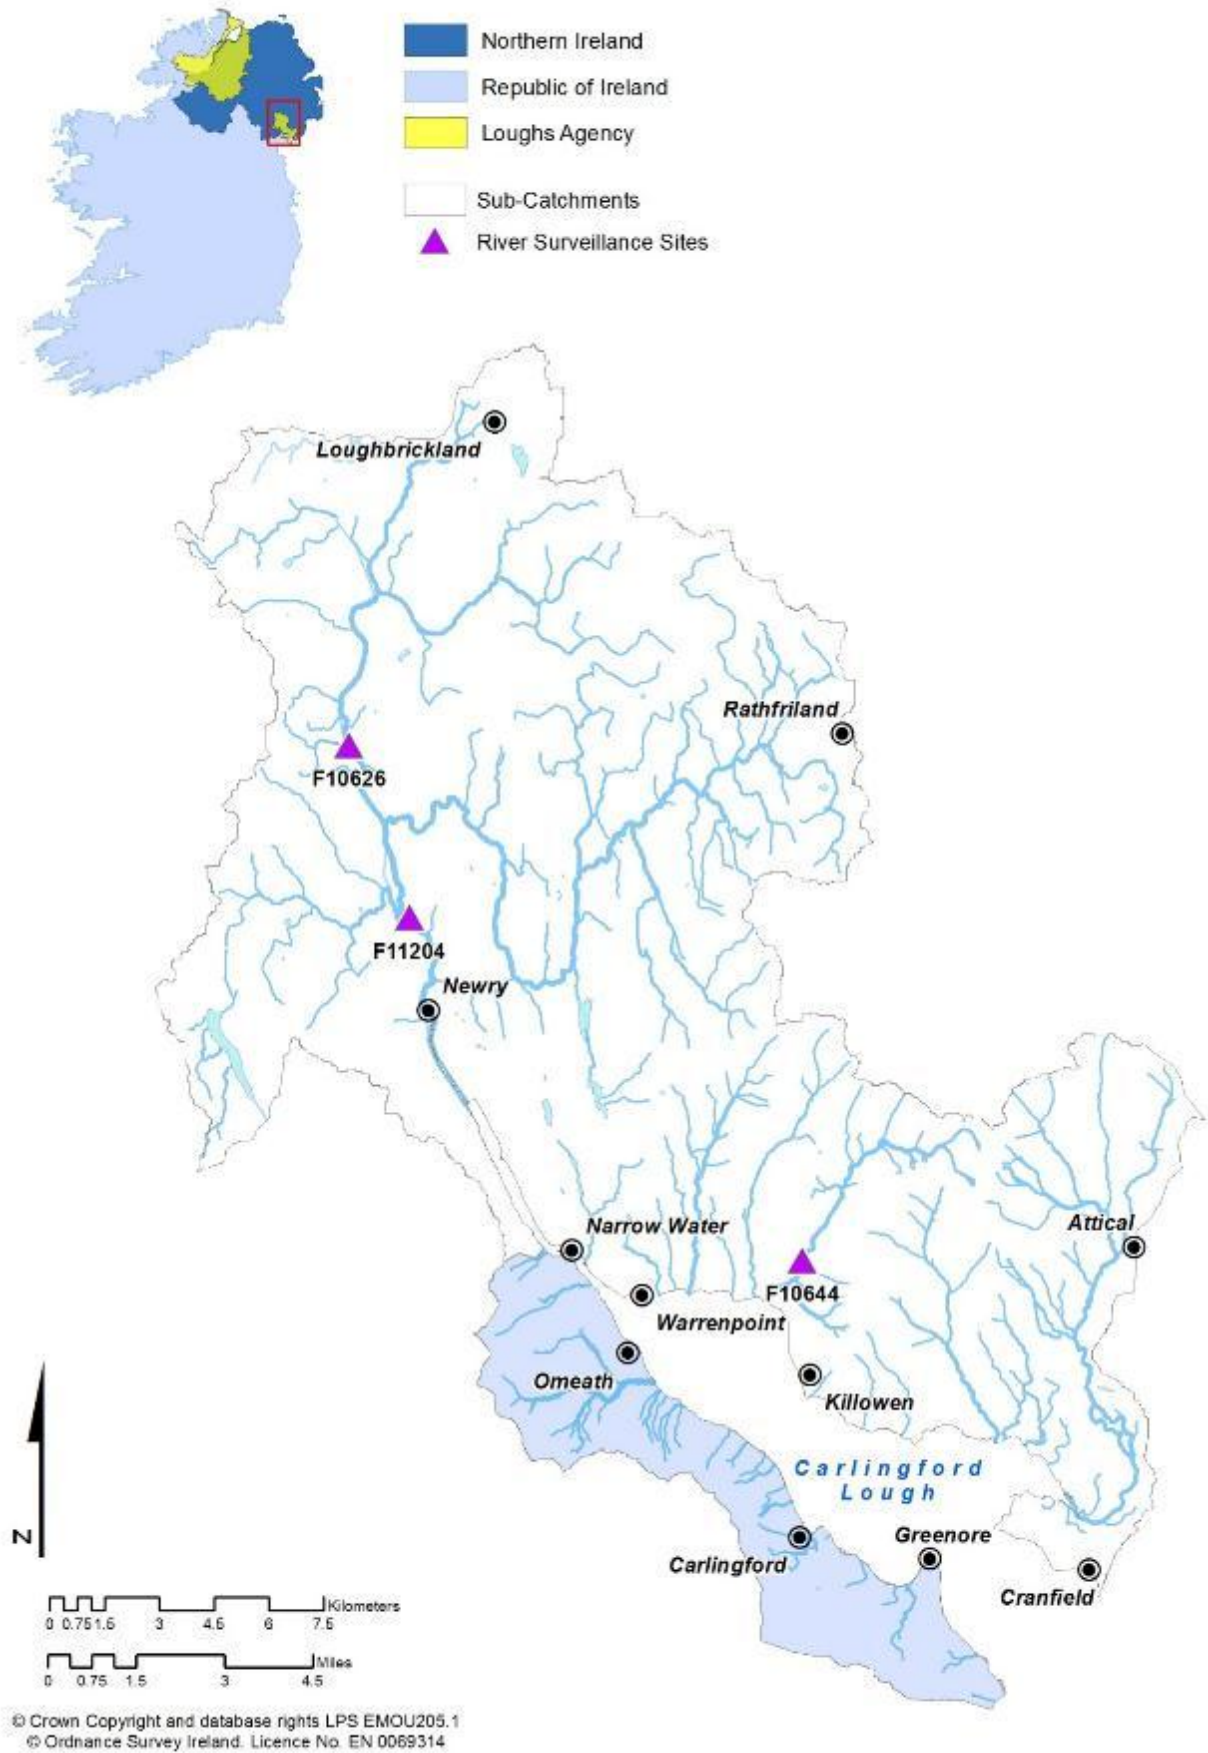 Northern Ireland
Republic of Ireland
Loughs Agency
Sub-Catchments
River Surveillance Sites
Loughbrickland
Rathfriland
F10626
F11204
Newry
Narrow Water
Attical
F10644
Warrenpoint
Omeath
Killowen
Carlingford
Lough
Greenore
Carlingford
Cranfield
N
Kilometers
0 0.75 1.5 3 4.5 6 7.5
Miles
0 0.75 1.5 3 4.5
© Crown Copyright and database rights LPS EMOU205.1
© Ordnance Survey Ireland. Licence No. EN 0069314